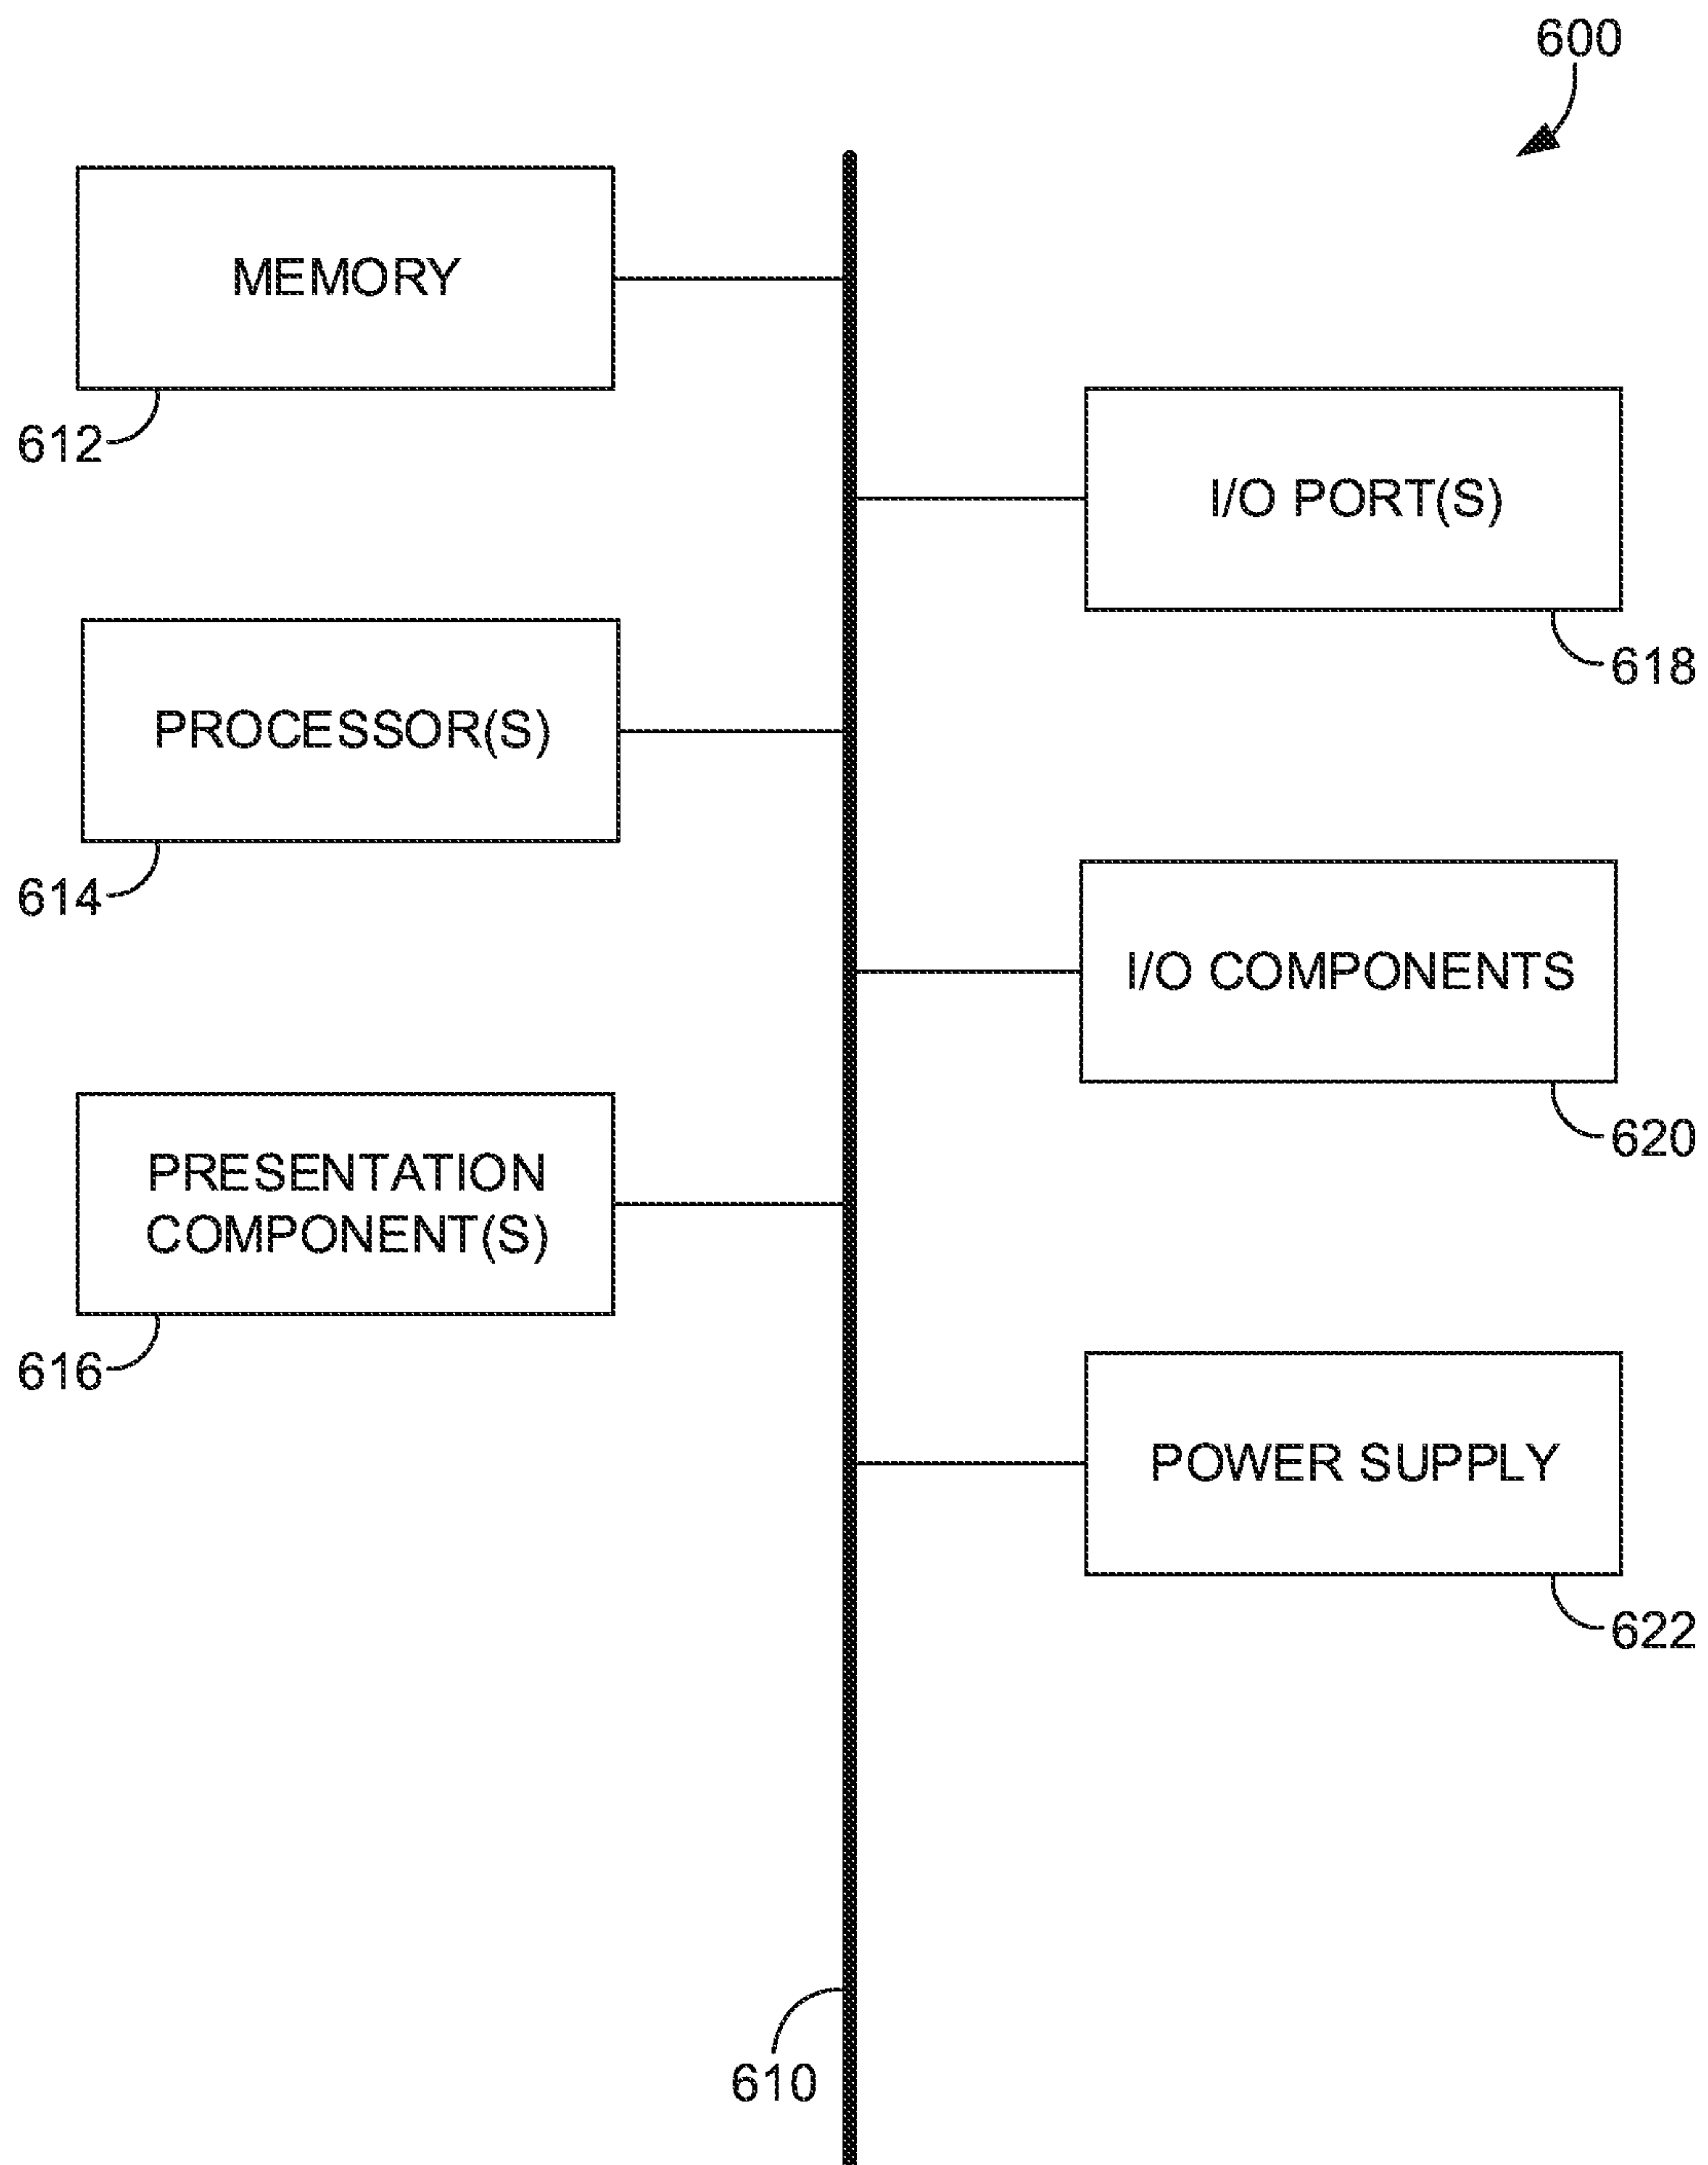 600
MEMORY
612
I/O PORT(S)
618
PROCESSOR(S)
614
I/O COMPONENTS
620
PRESENTATION
COMPONENT(S)
616
POWER SUPPLY
622
610